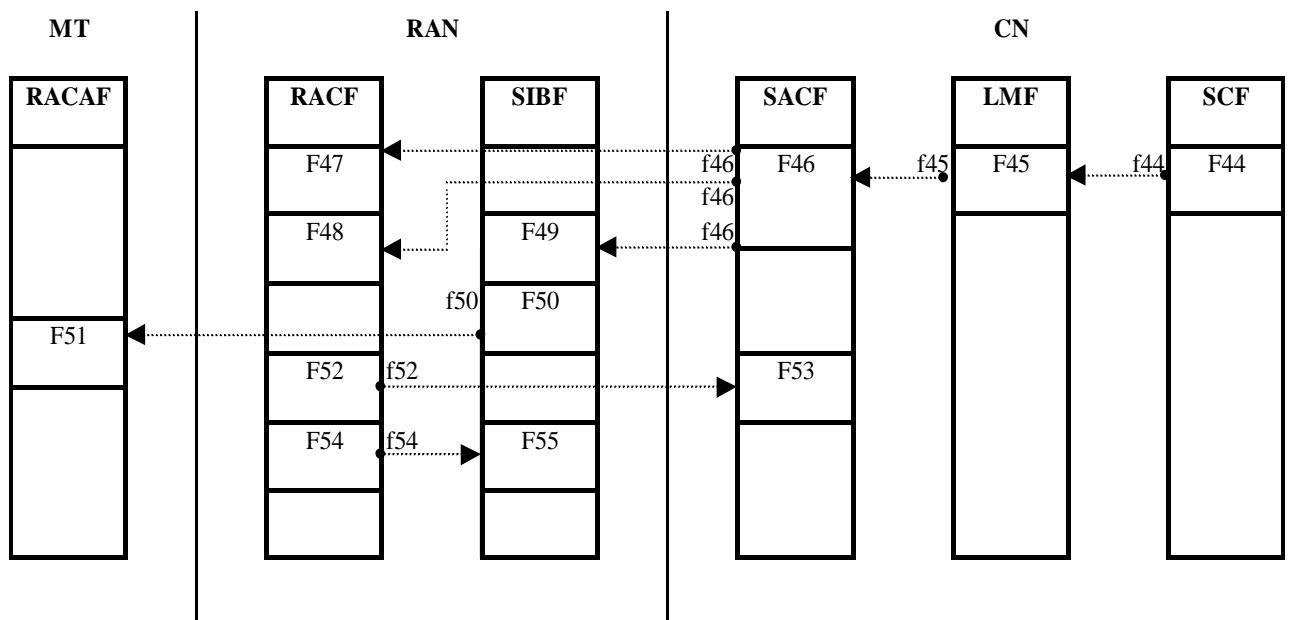 MT RAN CN
RACAF RACF SIBF SACF LMF SCF
F47 f46 F46 f45 F45 f44 F44
f46
F48 F49 f46
f50 F50
F51
F52 f52 F53
F54 f54 F55